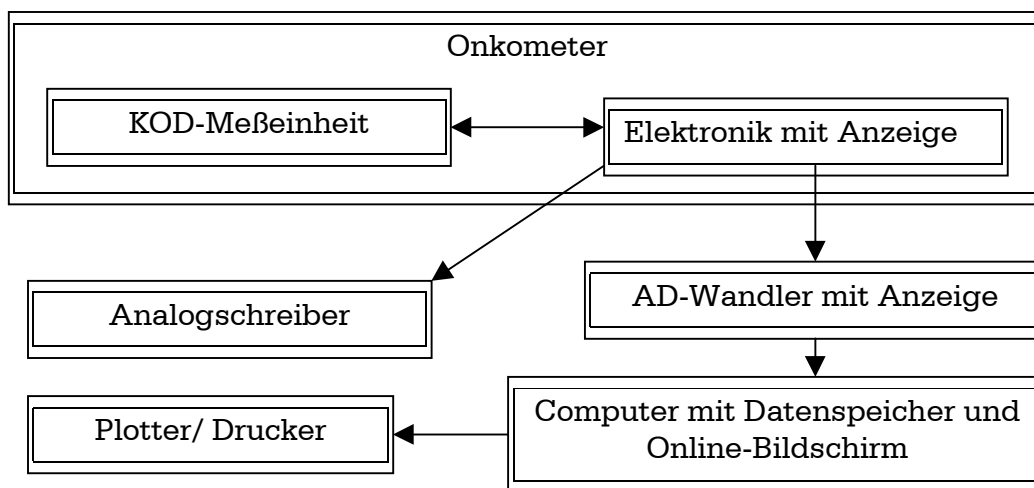 Onkometer
KOD-Meßeinheit
Elektronik mit Anzeige
Analogschreiber
AD-Wandler mit Anzeige
Plotter/ Drucker
Computer mit Datenspeicher und
Online-Bildschirm